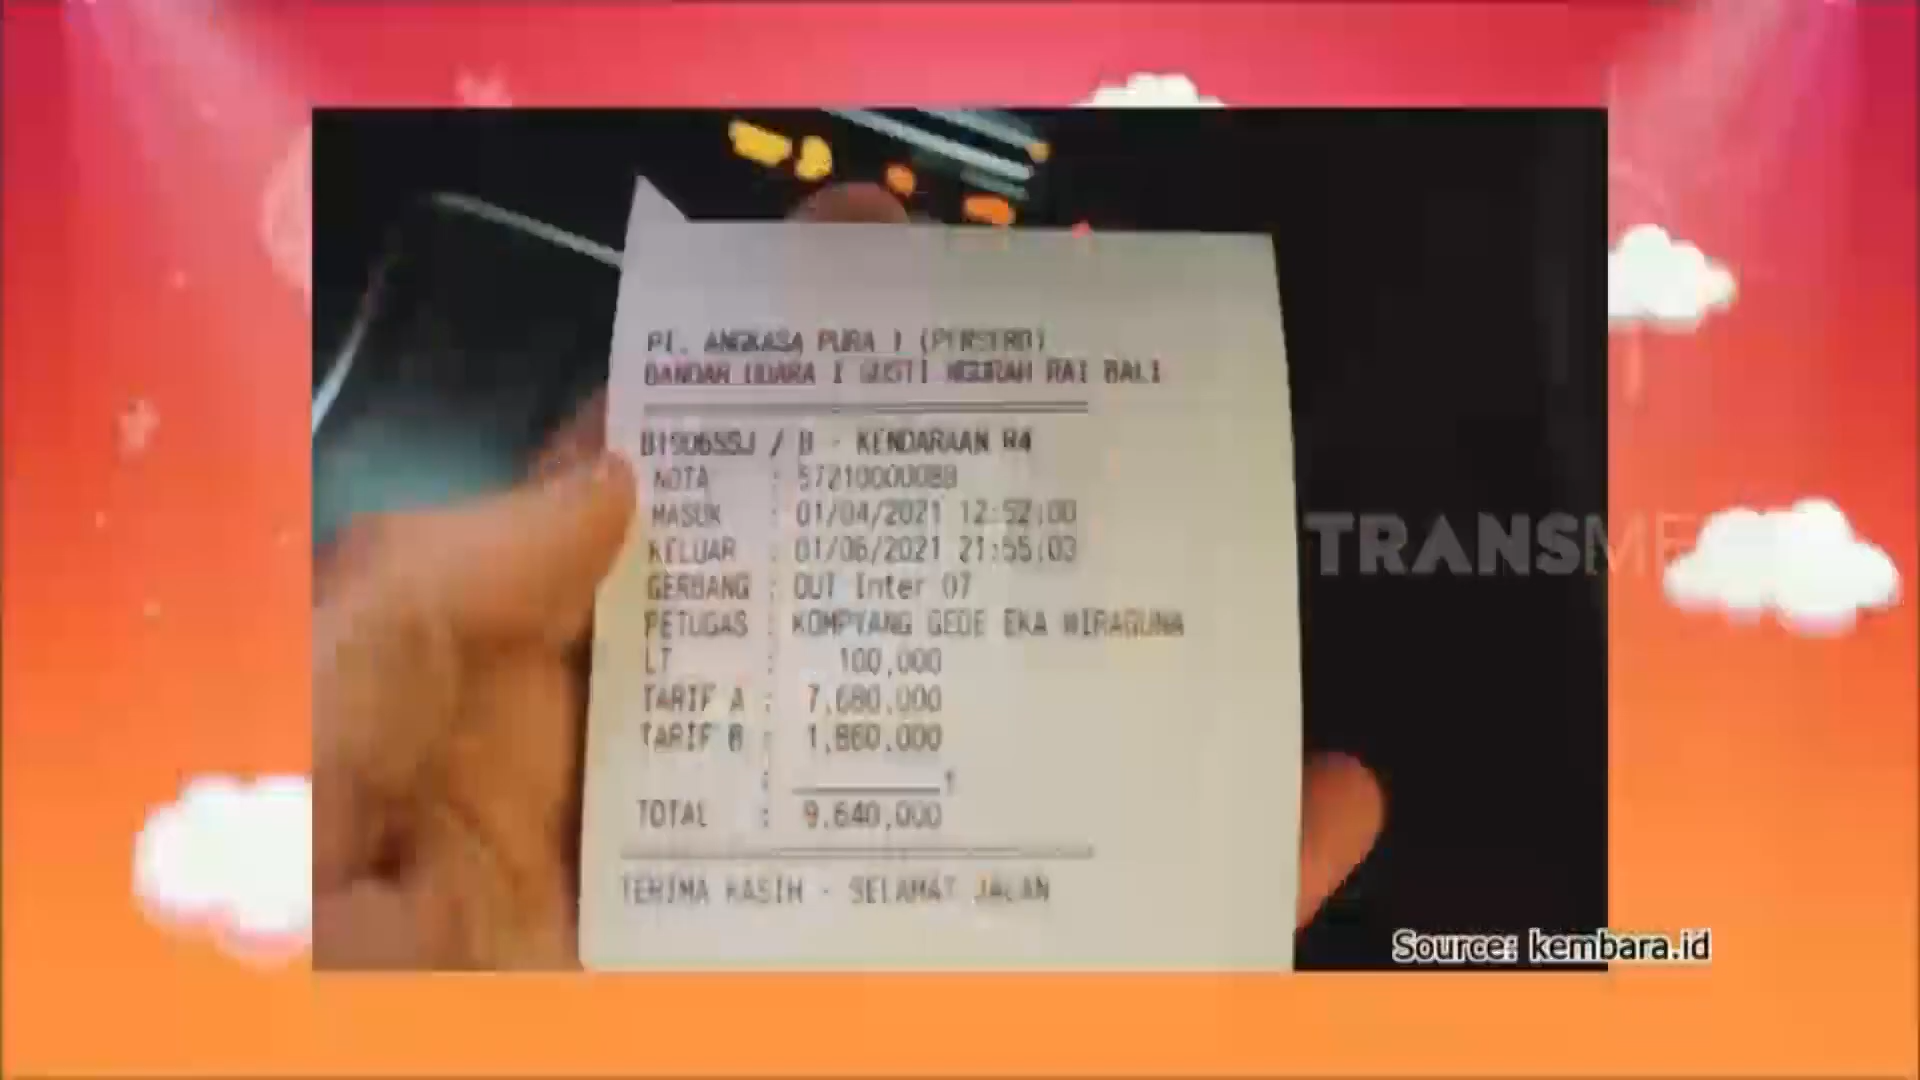 PT. ANGKASA PURA I (PERSERO)
BANDAR UDARA I GUSTI NGURAH RAI BALI
B1906SSJ / B - KENDARAAN R4
NOTA : 57210000088
MASUK : 01/04/2021 12:52:00
KELUAR : 01/06/2021 21:55:03
GERBANG : OUT Inter 07
PETUGAS : KOMPYANG GEDE EKA WIRAGUNA
LT : 100,000
TARIF A : 7,680,000
TARIF B : 1,860,000
TOTAL : 9,640,000
TERIMA KASIH - SELAMAT JALAN
TRANSME
Source: kembara.id